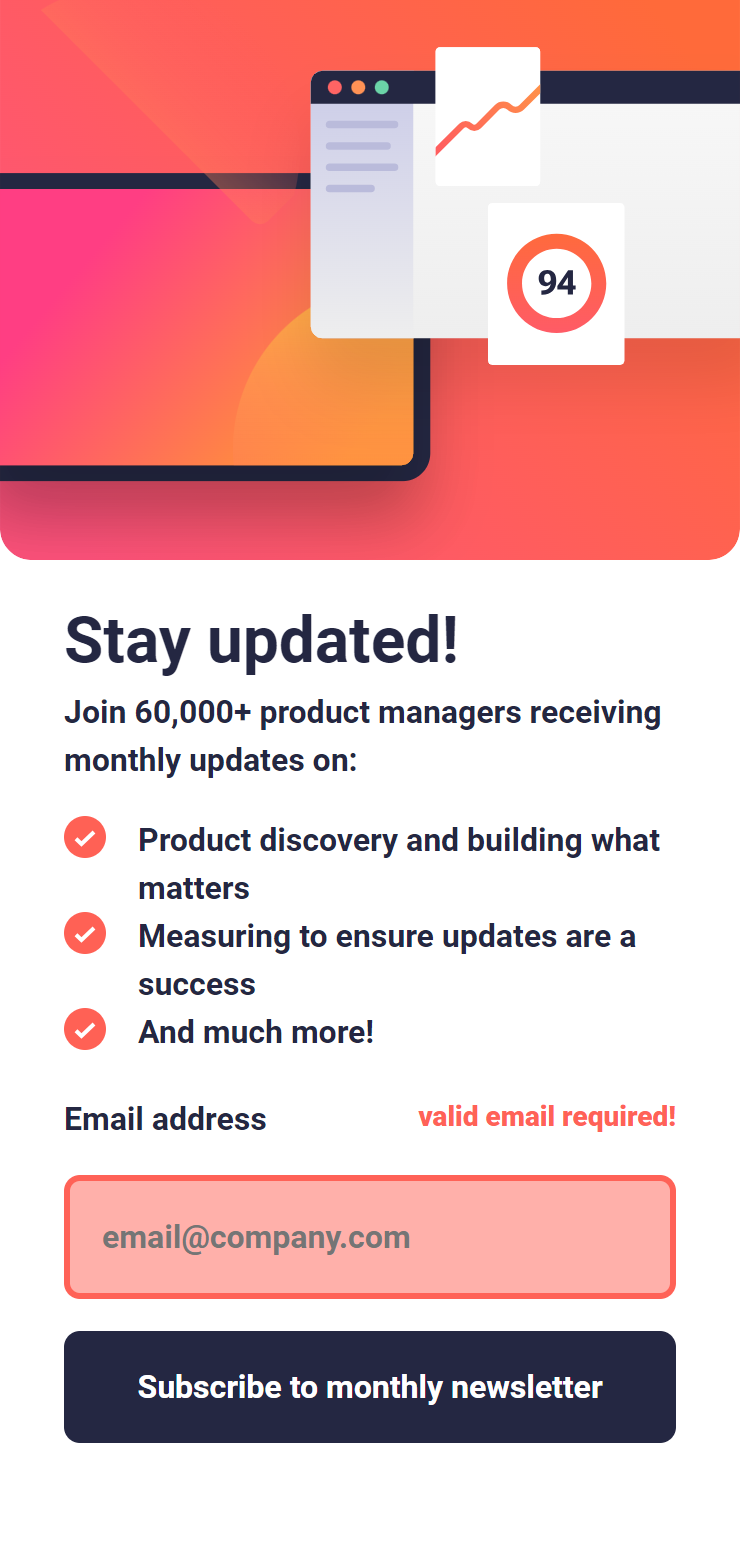 94
Stay updated!
Join 60,000+ product managers receiving
monthly updates on:
Product discovery and building what
matters
Measuring to ensure updates are a
success
And much more!
Email address
valid email required!
email@company.com
Subscribe to monthly newsletter